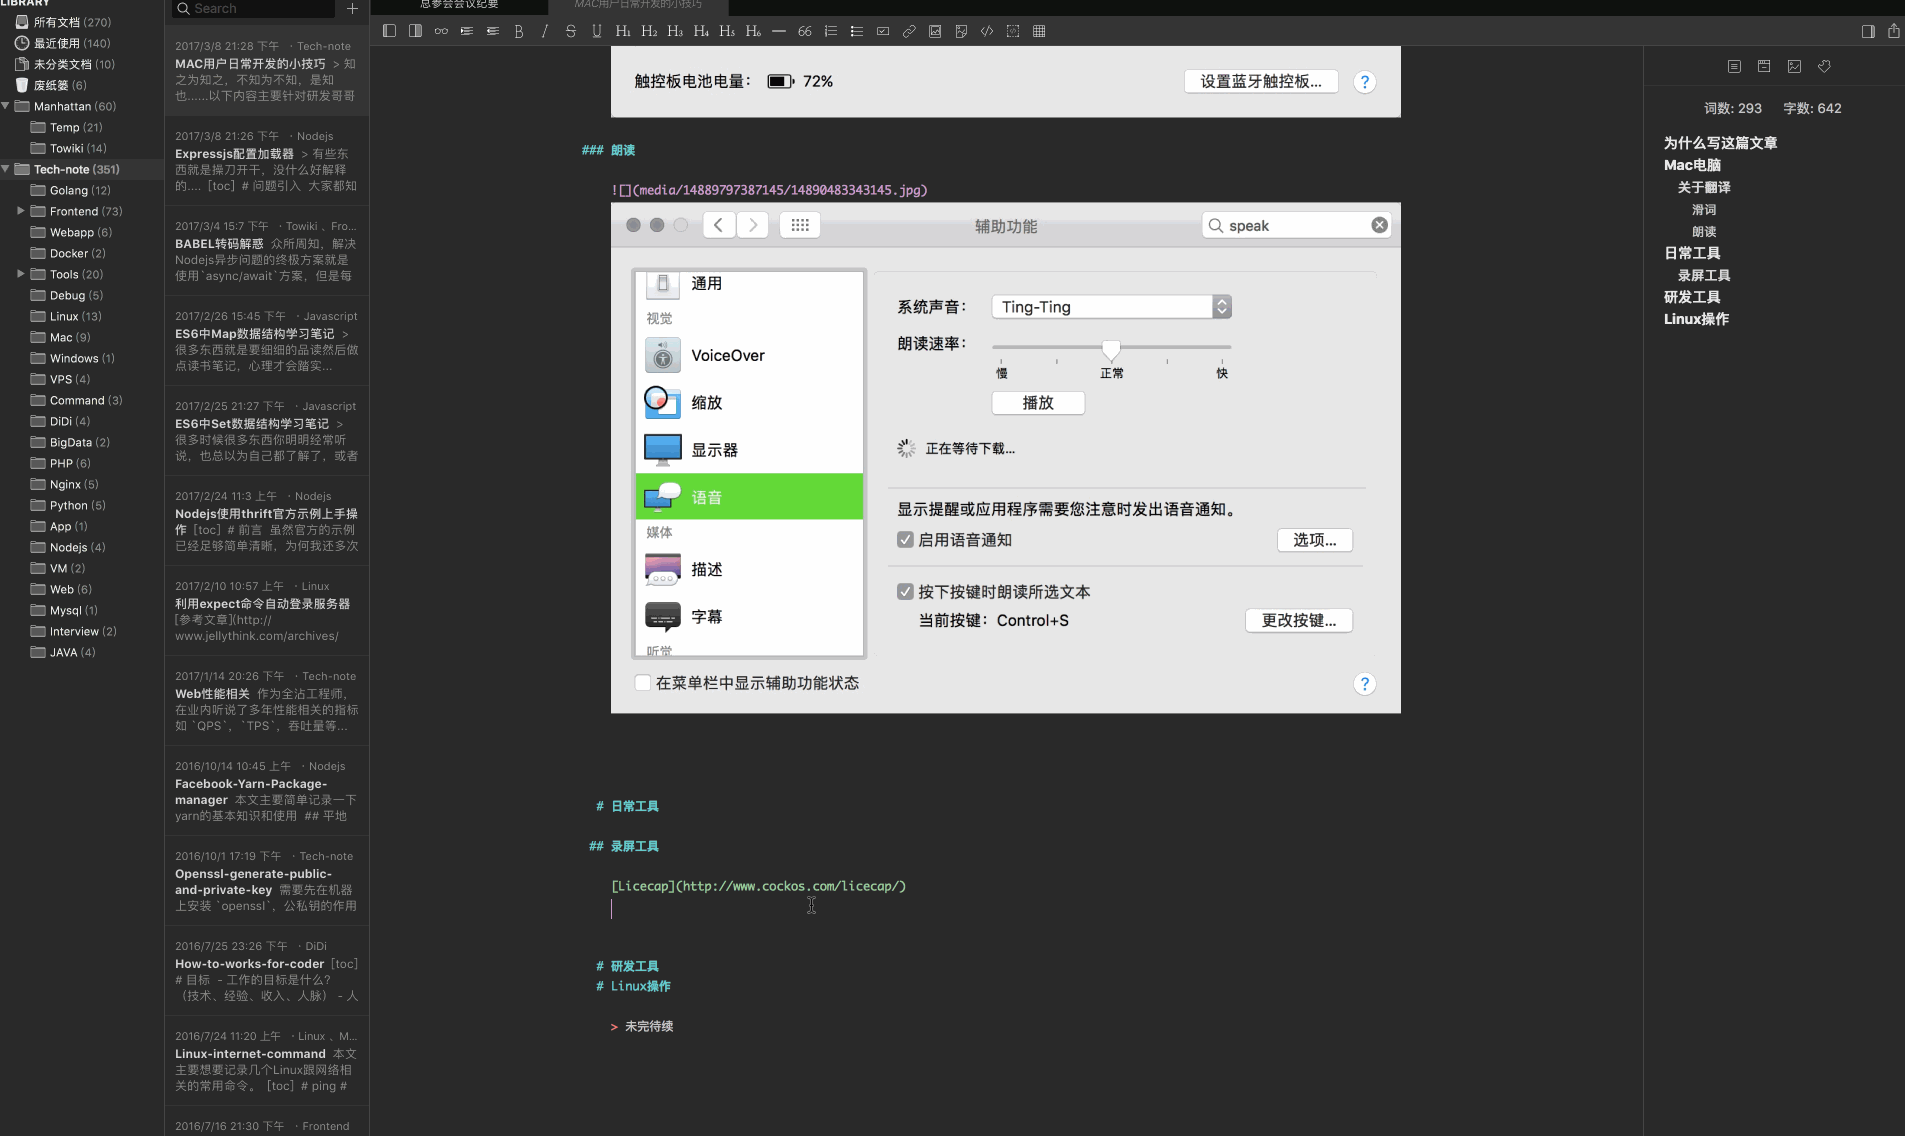 LIBRARY
所有文档 (270)
最近使用 (140)
未分类文档 (10)
废纸篓 (6)
Manhattan (60)
Temp (21)
Towiki (14)
Tech-note (351)
Golang (12)
Frontend (73)
Webapp (6)
Docker (2)
Tools (20)
Debug (5)
Linux (13)
Mac (9)
Windows (1)
VPS (4)
Command (3)
DiDi (4)
BigData (2)
PHP (6)
Nginx (5)
Python (5)
App (1)
Nodejs (4)
VM (2)
Web (6)
Mysql (1)
Interview (2)
JAVA (4)
Search
2017/3/8 21:28 下午 · Tech-note
MAC用户日常开发的小技巧 > 知
之为知之，不知为不知，是知
也......以下内容主要针对研发哥哥
2017/3/8 21:26 下午 · Nodejs
Expressjs配置加载器 > 有些东
西就是操刀开干，没什么好解释
的.... [toc] # 问题引入 大家都知
2017/3/4 15:7 下午 · Towiki 、Fro...
BABEL转码解惑 众所周知，解决
Nodejs异步问题的终极方案就是
使用`async/await`方案，但是每
2017/2/26 15:45 下午 · Javascript
ES6中Map数据结构学习笔记 >
很多东西就是要细细的品读然后做
点读书笔记，心理才会踏实...
2017/2/25 21:27 下午 · Javascript
ES6中Set数据结构学习笔记 >
很多时候很多东西你明明经常听
说，也总以为自己都了解了，或者
2017/2/24 11:3 上午 · Nodejs
Nodejs使用thrift官方示例上手操
作 [toc] # 前言 虽然官方的示例
已经足够简单清晰，为何我还多次
2017/2/10 10:57 上午 · Linux
利用expect命令自动登录服务器
[参考文章](http://
www.jellythink.com/archives/
2017/1/14 20:26 下午 · Tech-note
Web性能相关 作为全沾工程师，
在业内听说了多年性能相关的指标
如 `QPS`，`TPS`，吞吐量等...
2016/10/14 10:45 上午 · Nodejs
Facebook-Yarn-Package-
manager 本文主要简单记录一下
yarn的基本知识和使用 ## 平地
2016/10/1 17:19 下午 · Tech-note
Openssl-generate-public-
and-private-key 需要先在机器
上安装 `openssl`，公私钥的作用
2016/7/25 23:26 下午 · DiDi
How-to-works-for-coder [toc]
# 目标 - 工作的目标是什么？
（技术、经验、收入、人脉） - 人
2016/7/24 11:20 上午 · Linux 、M...
Linux-internet-command 本文
主要想要记录几个Linux跟网络相
关的常用命令。 [toc] # ping #
2016/7/16 21:30 下午 · Frontend
总参会会议纪要
MAC用户日常开发的小技巧
B I S U H1 H2 H3 H4 H5 H6 — 66
触控板电池电量： 72%
设置蓝牙触控板... ?
### 朗读
![](media/14889797387145/14890483343145.jpg)
辅助功能
speak
通用
视觉
VoiceOver
缩放
显示器
语音
媒体
描述
字幕
听觉
系统声音： Ting-Ting
朗读速率：
慢 正常 快
播放
正在等待下载...
显示提醒或应用程序需要您注意时发出语音通知。
启用语音通知 选项...
按下按键时朗读所选文本
当前按键：Control+S 更改按键...
在菜单栏中显示辅助功能状态 ?
# 日常工具
## 录屏工具
[Licecap](http://www.cockos.com/licecap/)
# 研发工具
# Linux操作
> 未完待续
词数: 293 字数: 642
为什么写这篇文章
Mac电脑
关于翻译
滑词
朗读
日常工具
录屏工具
研发工具
Linux操作